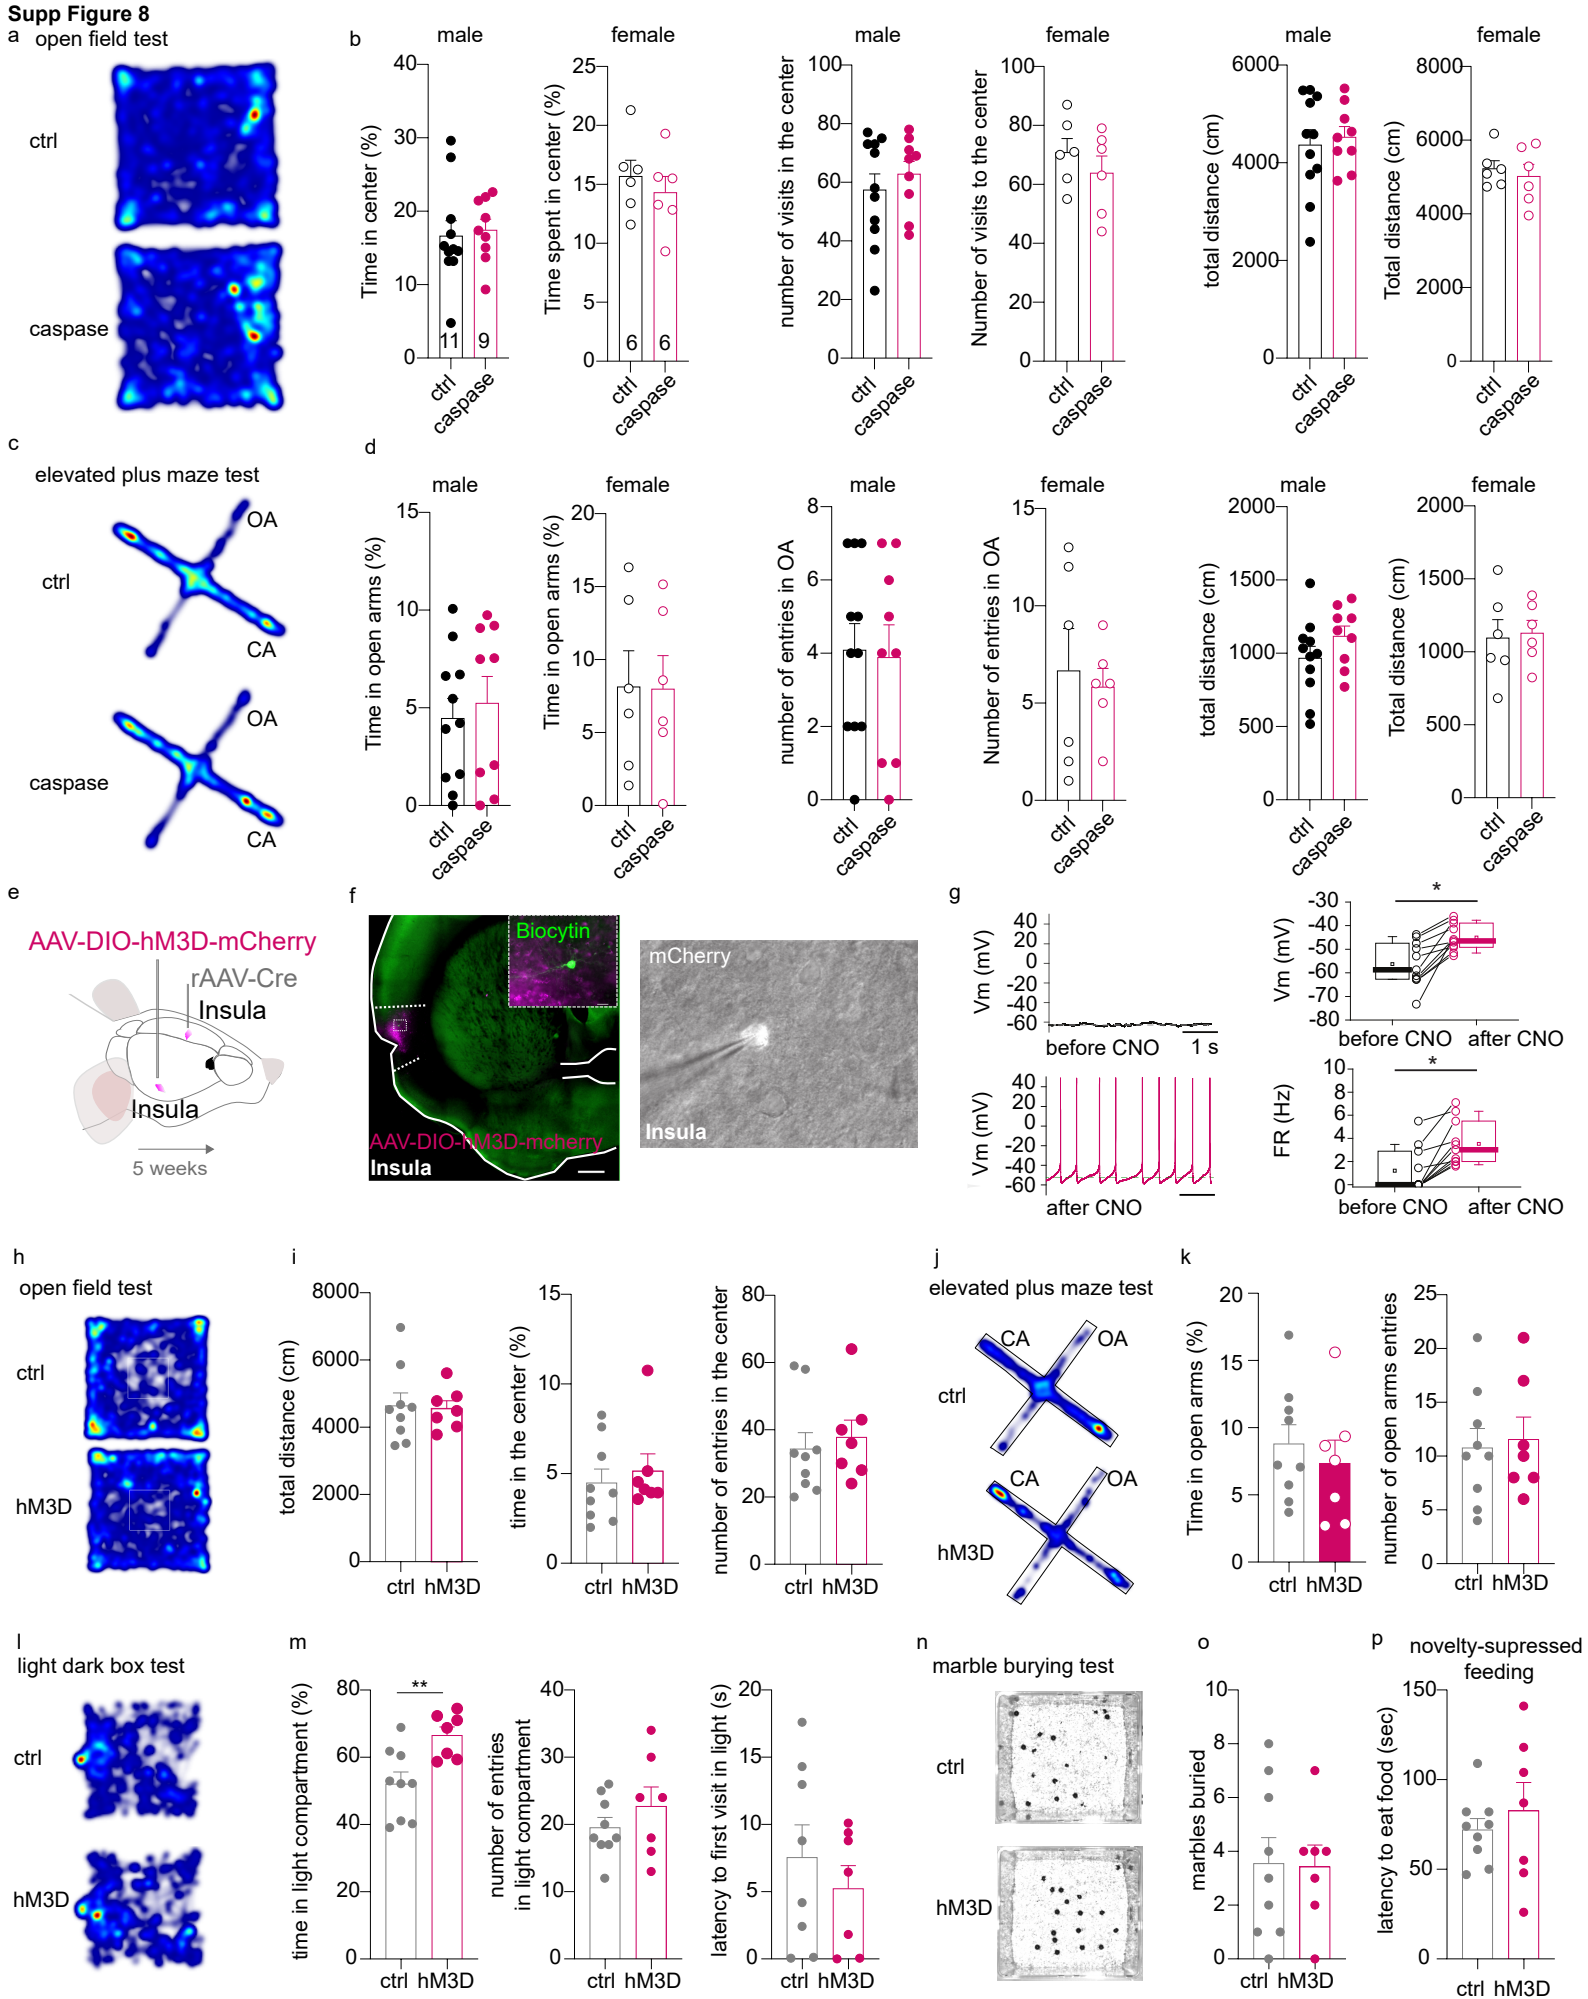 Supp Figure 8
a open field test
ctrl
caspase
b
male
Time in center (%)
40
30
20
10
0
11
9
ctrl
caspase
female
Time spent in center (%)
25
20
15
10
5
0
6
6
ctrl
caspase
male
number of visits in the center
100
80
60
40
20
0
ctrl
caspase
female
Number of visits to the center
100
80
60
40
20
0
ctrl
caspase
male
total distance (cm)
6000
4000
2000
0
ctrl
caspase
female
Total distance (cm)
8000
6000
4000
2000
0
ctrl
caspase
c
elevated plus maze test
OA
ctrl
CA
OA
caspase
CA
d
male
Time in open arms (%)
15
10
5
0
ctrl
caspase
female
Time in open arms (%)
20
15
10
5
0
ctrl
caspase
male
number of entries in OA
8
6
4
2
0
ctrl
caspase
female
Number of entries in OA
15
10
5
0
ctrl
caspase
male
total distance (cm)
2000
1500
1000
500
0
ctrl
caspase
female
Total distance (cm)
2000
1500
1000
500
0
ctrl
caspase
e
AAV-DIO-hM3D-mCherry
rAAV-Cre
Insula
Insula
5 weeks
f
Biocytin
AAV-DIO-hM3D-mcherry
Insula
mCherry
Insula
g
Vm (mV)
40
20
0
-20
-40
-60
before CNO
1 s
Vm (mV)
40
20
0
-20
-40
-60
after CNO
*
Vm (mV)
-30
-40
-50
-60
-70
-80
before CNO after CNO
*
FR (Hz)
10
8
6
4
2
0
before CNO after CNO
h
open field test
ctrl
hM3D
i
total distance (cm)
8000
6000
4000
2000
0
ctrl hM3D
time in the center (%)
15
10
5
0
ctrl hM3D
number of entries in the center
80
60
40
20
0
ctrl hM3D
j
elevated plus maze test
CA
OA
ctrl
CA
OA
hM3D
k
Time in open arms (%)
20
15
10
5
0
ctrl hM3D
number of open arms entries
25
20
15
10
5
0
ctrl hM3D
l
light dark box test
ctrl
hM3D
m
time in light compartment (%)
80
60
40
20
0
**
ctrl hM3D
number of entries
in light compartment
40
30
20
10
0
ctrl hM3D
latency to first visit in light (s)
20
15
10
5
0
ctrl hM3D
n
marble burying test
ctrl
hM3D
o
marbles buried
10
8
6
4
2
0
ctrl hM3D
p
novelty-supressed
feeding
latency to eat food (sec)
150
100
50
0
ctrl hM3D